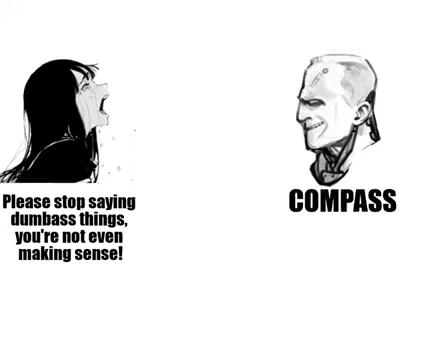 Please stop saying
dumbass things,
you're not even
making sense!
COMPASS